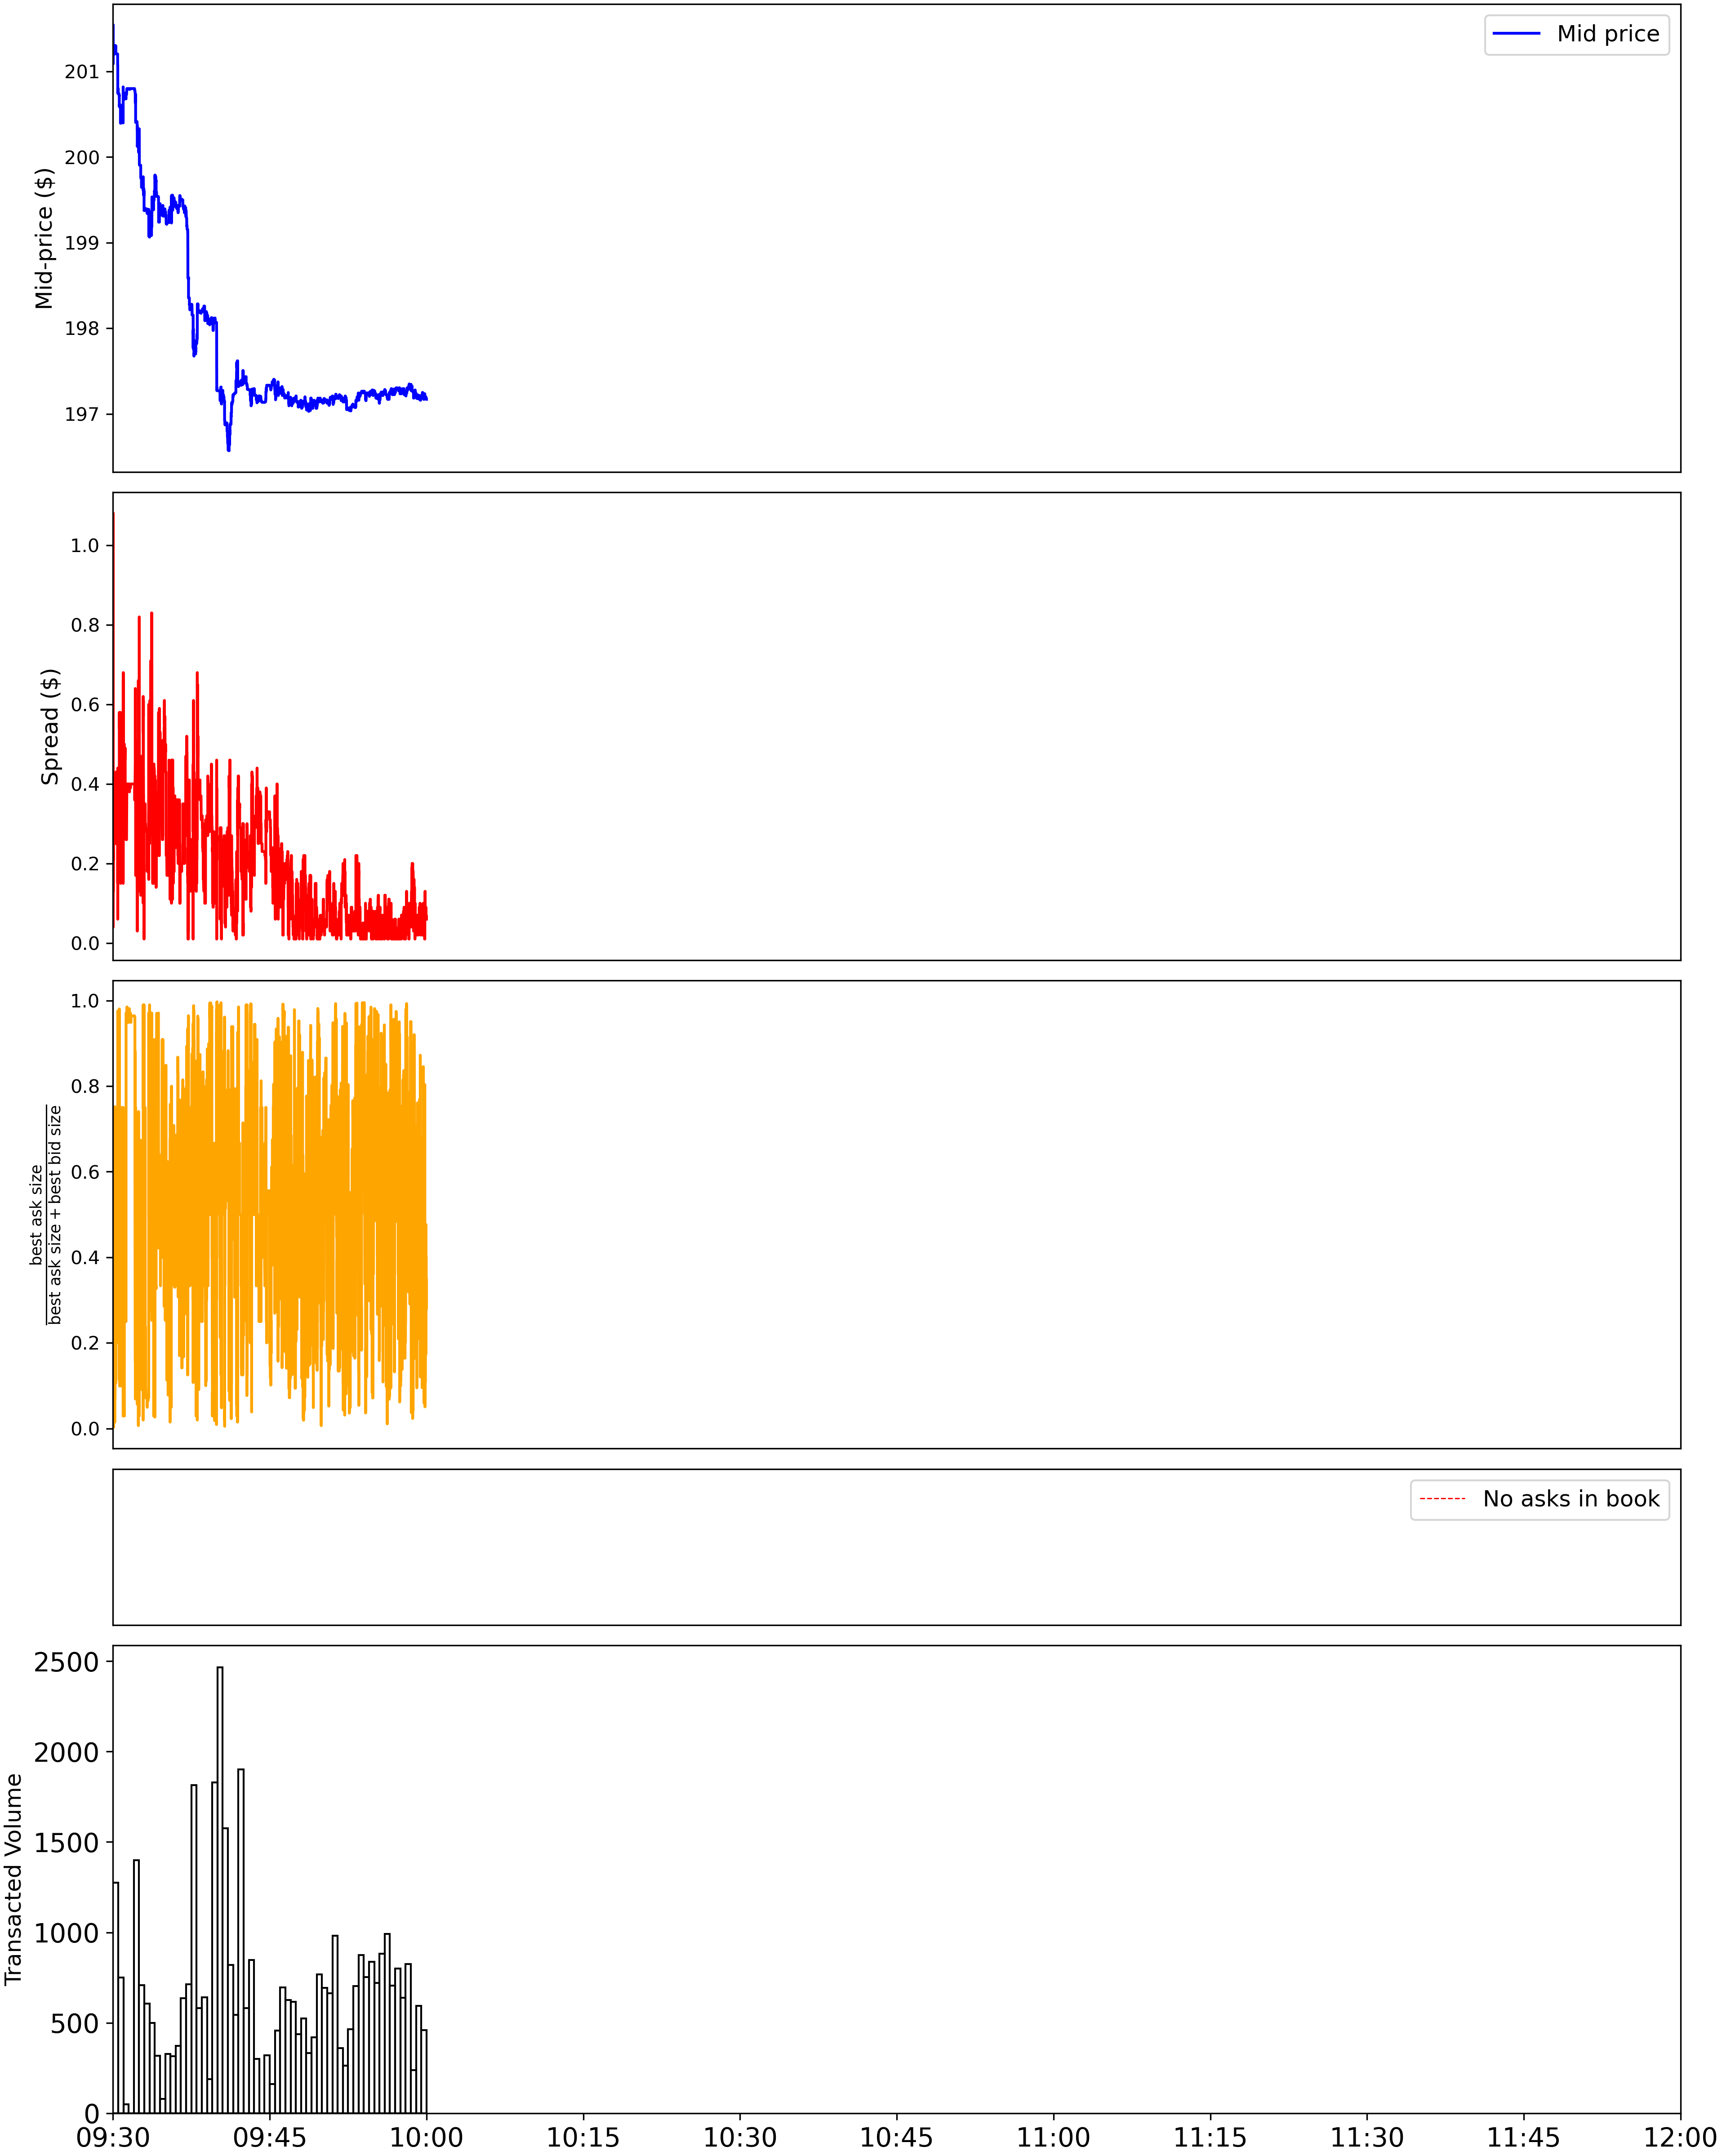 Mid price
201
200
199
198
197
Mid-price ($)
1.0
0.8
0.6
0.4
0.2
0.0
Spread ($)
1.0
0.8
0.6
0.4
0.2
0.0
best ask size
best ask size + best bid size
No asks in book
2500
2000
1500
1000
500
0
Transacted Volume
09:30 09:45 10:00 10:15 10:30 10:45 11:00 11:15 11:30 11:45 12:00